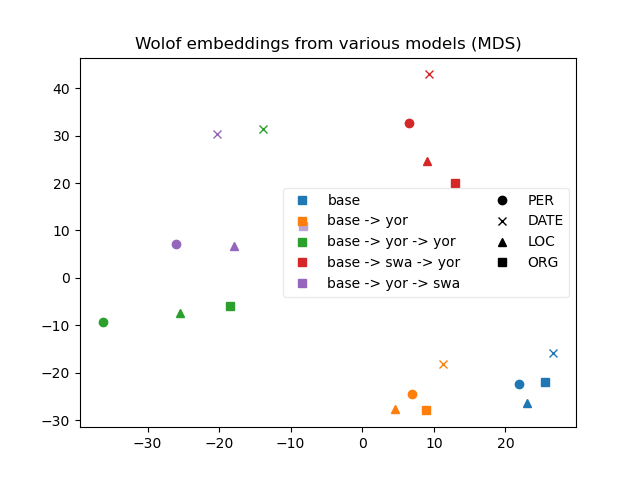 Wolof embeddings from various models (MDS)
40
30
20
10
0
−10
−20
−30
base
base -> yor
base -> yor -> yor
base -> swa -> yor
base -> yor -> swa
PER
DATE
LOC
ORG
−30 −20 −10 0 10 20